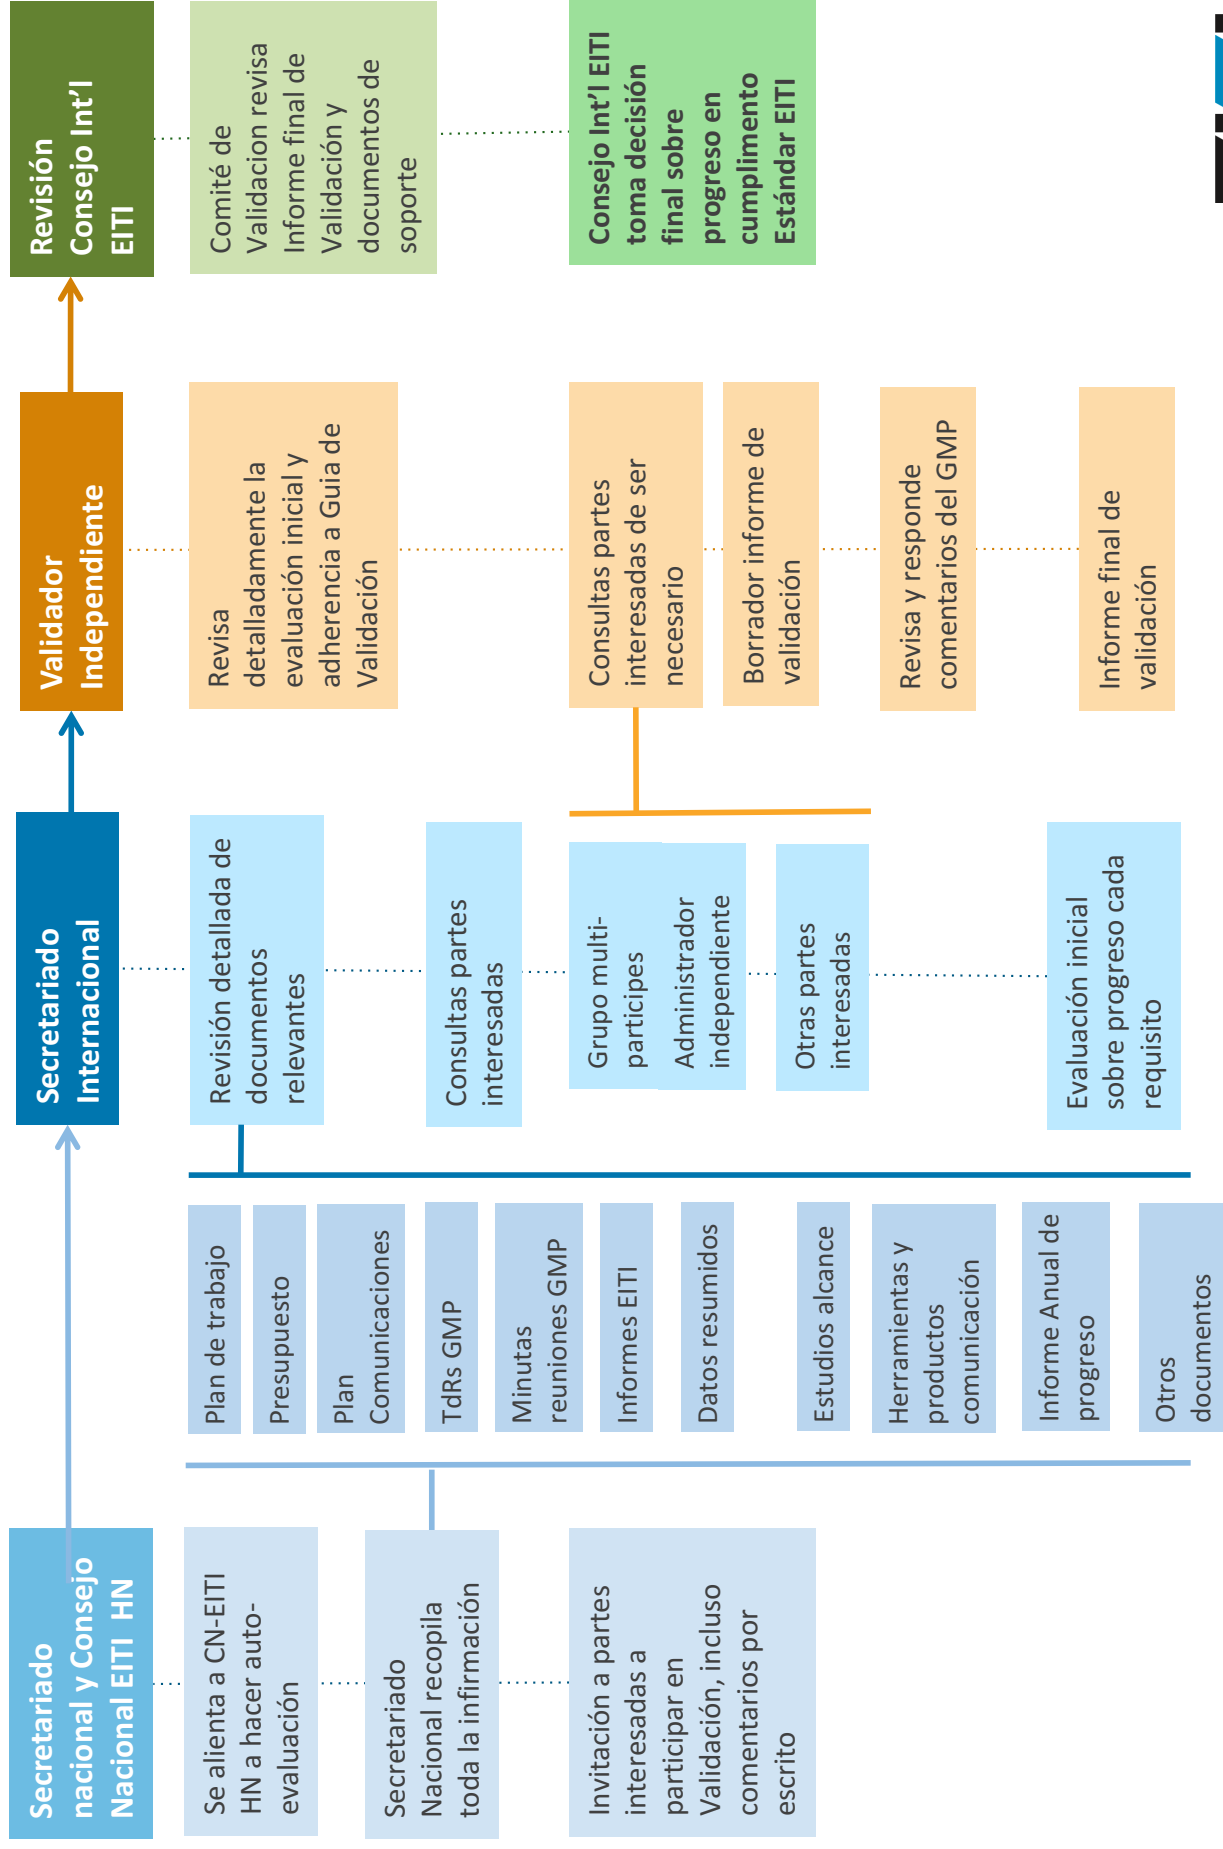 Secretariado
nacional y Consejo
Nacional EITI HN
Se alienta a CN-EITI
HN a hacer auto-
evaluación
Secretariado
Nacional recopila
toda la infirmación
Invitación a partes
interesadas a
participar en
Validación, incluso
comentarios por
escrito
Plan de trabajo
Presupuesto
Plan
Comunicaciones
TdRs GMP
Minutas
reuniones GMP
Informes EITI
Datos resumidos
Estudios alcance
Herramientas y
productos
comunicación
Informe Anual de
progreso
Otros
documentos
Secretariado
Internacional
Revisión detallada de
documentos
relevantes
Consultas partes
interesadas
Grupo multi-
participes
Administrador
independiente
Otras partes
interesadas
Evaluación inicial
sobre progreso cada
requisito
Validador
Independiente
Revisa
detalladamente la
evaluación inicial y
adherencia a Guia de
Validación
Consultas partes
interesadas de ser
necesario
Borrador informe de
validación
Revisa y responde
comentarios del GMP
Informe final de
validación
Revisión
Consejo Int’l
EITI
Comité de
Validacion revisa
Informe final de
Validación y
documentos de
soporte
Consejo Int’l EITI
toma decisión
final sobre
progreso en
cumplimento
Estándar EITI